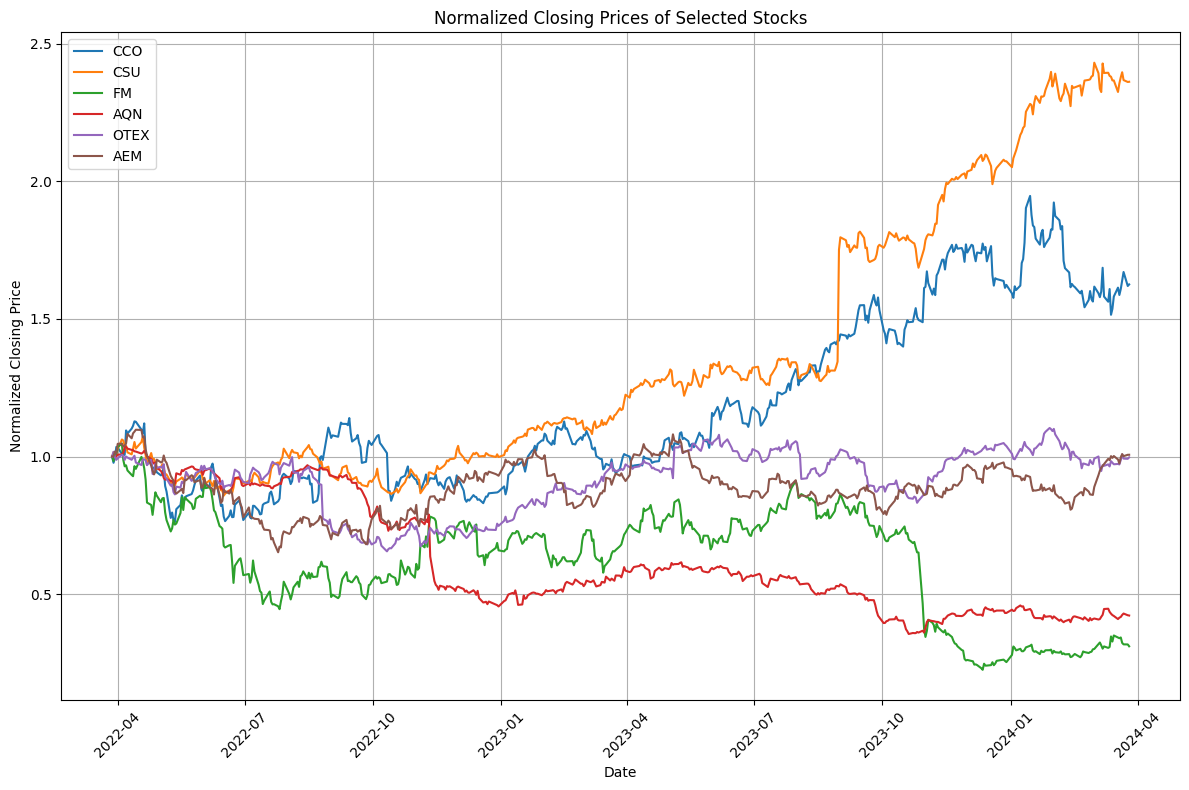 Normalized Closing Prices of Selected Stocks
CCO
CSU
FM
AQN
OTEX
AEM
2.5
2.0
1.5
1.0
0.5
Normalized Closing Price
2022-04
2022-07
2022-10
2023-01
2023-04
2023-07
2023-10
2024-01
2024-04
Date